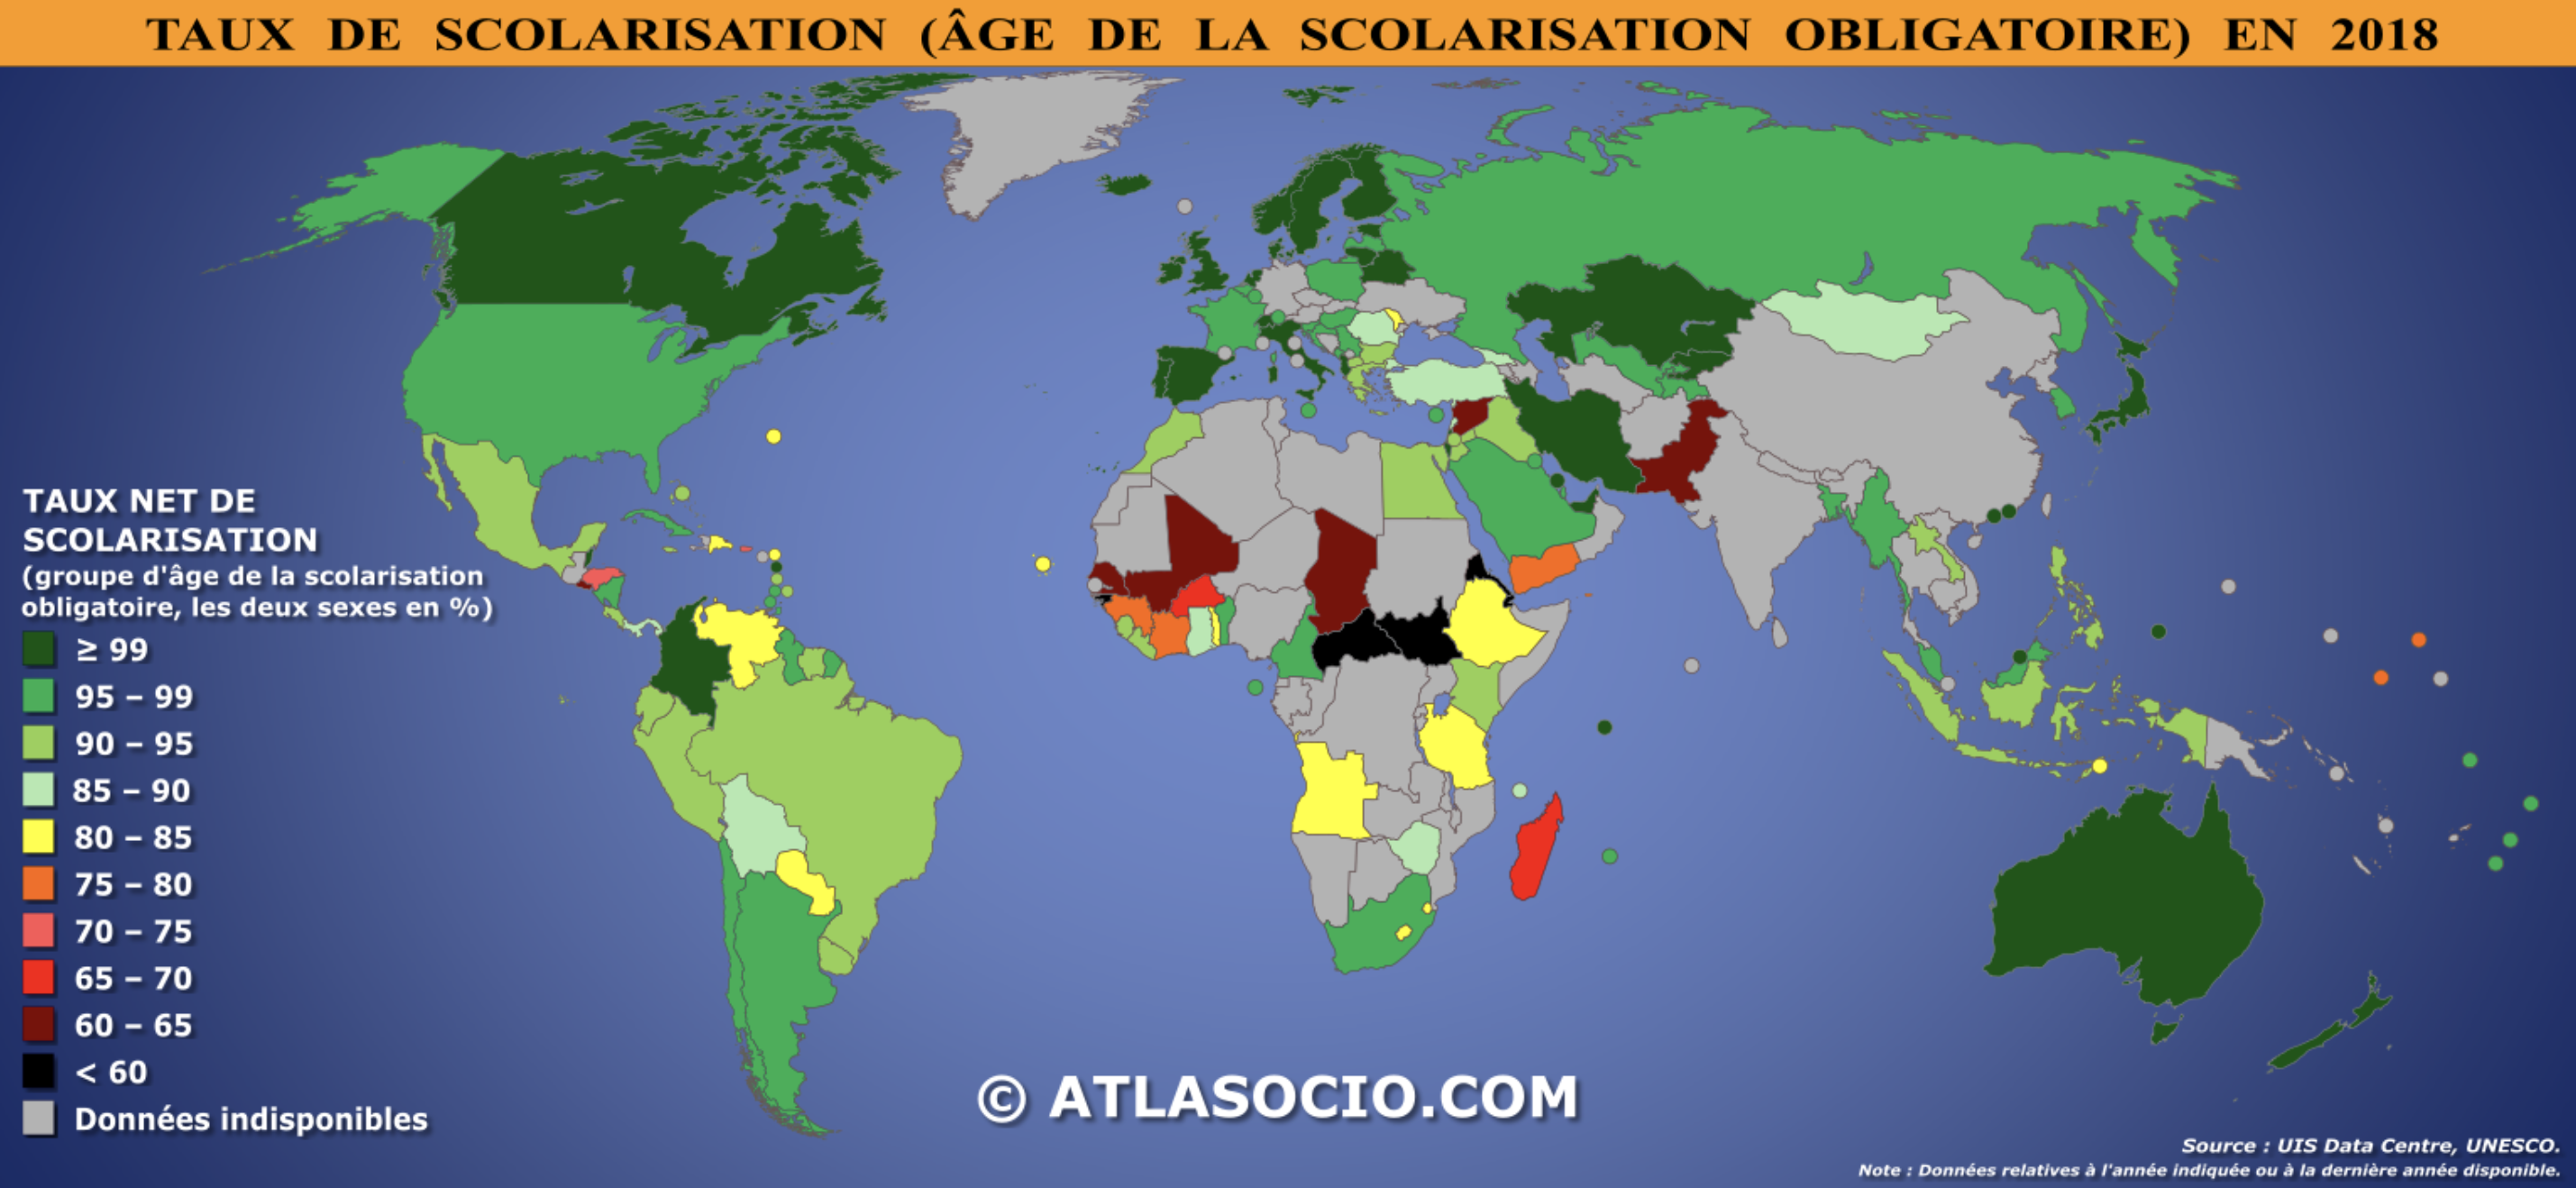 TAUX DE SCOLARISATION (ÂGE DE LA SCOLARISATION OBLIGATOIRE) EN 2018
TAUX NET DE
SCOLARISATION
(groupe d'âge de la scolarisation
obligatoire, les deux sexes en %)
≥ 99
95 – 99
90 – 95
85 – 90
80 – 85
75 – 80
70 – 75
65 – 70
60 – 65
< 60
Données indisponibles
© ATLASOCIO.COM
Source : UIS Data Centre, UNESCO.
Note : Données relatives à l'année indiquée ou à la dernière année disponible.